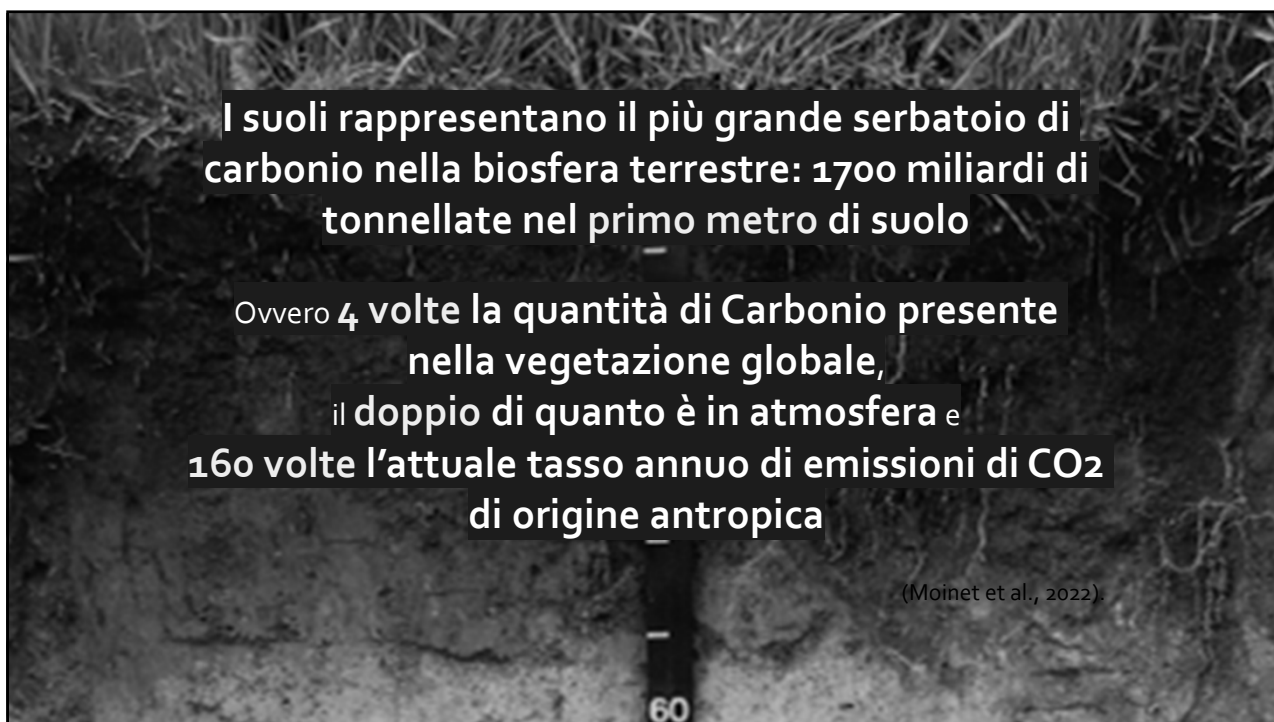 I suoli rappresentano il più grande serbatoio di
carbonio nella biosfera terrestre: 1700 miliardi di
tonnellate nel primo metro di suolo
Ovvero 4 volte la quantità di Carbonio presente
nella vegetazione globale,
il doppio di quanto è in atmosfera e
160 volte l’attuale tasso annuo di emissioni di CO2
di origine antropica
(Moinet et al., 2022).
60